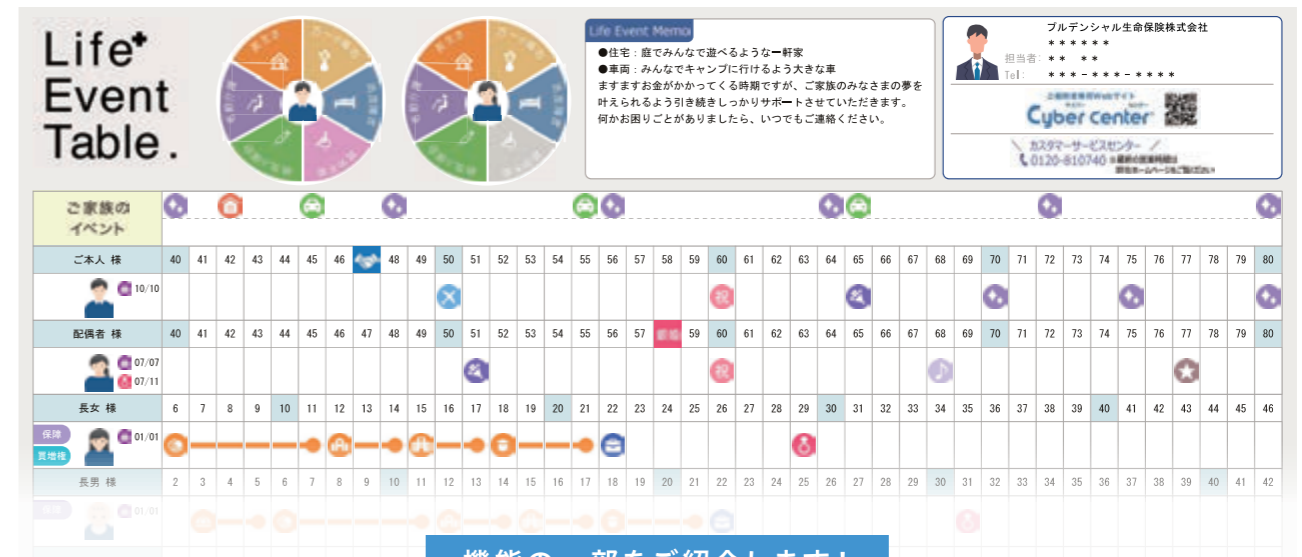 Life+
Event
Table.
Life Event Memo
●住宅：庭でみんなで遊べるような一軒家
●車両：みんなでキャンプに行けるよう大きな車
ますますお金がかかってくる時期ですが、ご家族のみなさまの夢を
叶えられるよう引き続きしっかりサポートさせていただきます。
何かお困りごとがありましたら、いつでもご連絡ください。
プルデンシャル生命保険株式会社
＊＊＊＊＊＊
担当者：＊＊ ＊＊
Tel: ＊＊＊-＊＊＊-＊＊＊＊
Cyber center
カスタマーサービスセンター
0120-810740
ご家族の
イベント
ご本人 様 40 41 42 43 44 45 46 48 49 50 51 52 53 54 55 56 57 58 59 60 61 62 63 64 65 66 67 68 69 70 71 72 73 74 75 76 77 78 79 80
10/10
祝
配偶者 様 40 41 42 43 44 45 46 47 48 49 50 51 52 53 54 55 56 57 59 60 61 62 63 64 65 66 67 68 69 70 71 72 73 74 75 76 77 78 79 80
07/07
07/11
祝
長女 様 6 7 8 9 10 11 12 13 14 15 16 17 18 19 20 21 22 23 24 25 26 27 28 29 30 31 32 33 34 35 36 37 38 39 40 41 42 43 44 45 46
保障 01/01
買増権
長男 様 2 3 4 5 6 7 8 9 10 11 12 13 14 15 16 17 18 19 20 21 22 23 24 25 26 27 28 29 30 31 32 33 34 35 36 37 38 39 40 41 42
保障 01/01
機能の一部をご紹介します！